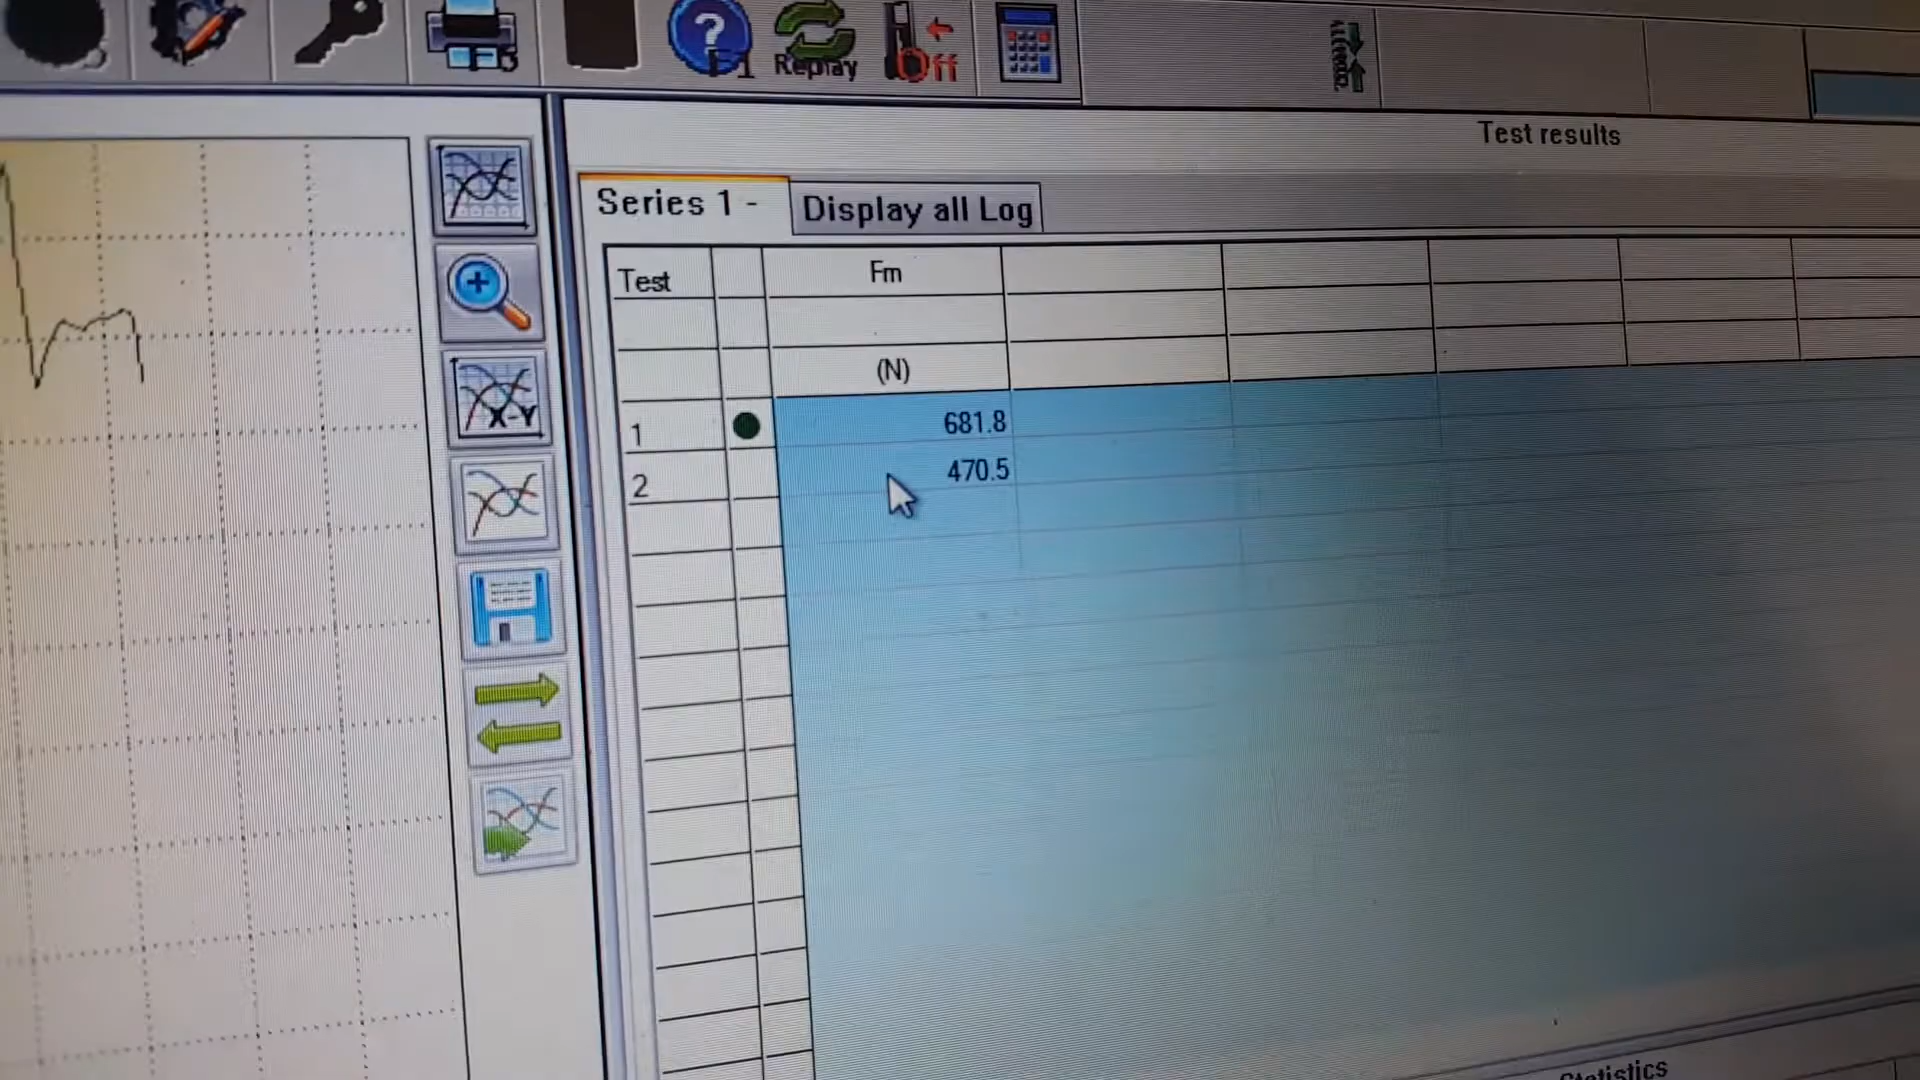 F3
F1
Replay
Off
Test results
Series 1 -
Display all Log
Test
Fm
(N)
X-Y
1
681.8
2
470.5
Statistics